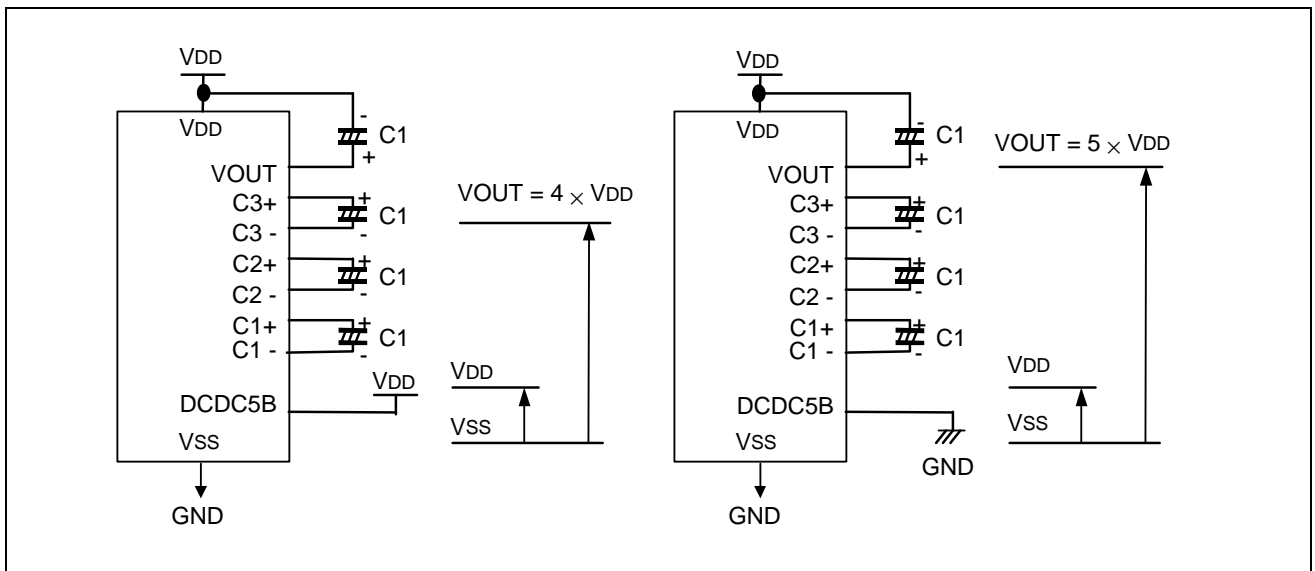 VDD
VDD
-
C1
+
VOUT
C3+
+
C1
C3 -
-
C2+
+
C1
C2 -
-
C1+
+
C1
C1 -
-
VDD
DCDC5B
VSS
GND
VOUT = 4 × VDD
VDD
VSS
VDD
VDD
-
C1
+
VOUT
C3+
+
C1
C3 -
-
C2+
+
C1
C2 -
-
C1+
+
C1
C1 -
-
DCDC5B
GND
VSS
GND
VOUT = 5 × VDD
VDD
VSS